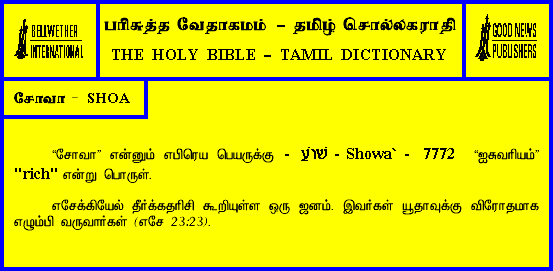 BELLWETHER
INTERNATIONAL
பரிசுத்த வேதாகமம் – தமிழ் சொல்லகராதி
THE HOLY BIBLE – TAMIL DICTIONARY
GOOD NEWS
PUBLISHERS
சோவா - SHOA
“சோவா” என்னும் எபிரெய பெயருக்கு - שׁוֹעַ - Showa` - 7772 “ஐசுவரியம்”
"rich" என்று பொருள்.
எசேக்கியேல் தீர்க்கதரிசி கூறியுள்ள ஒரு ஜனம். இவர்கள் யூதாவுக்கு விரோதமாக
எழும்பி வருவார்கள் (எசே 23:23).